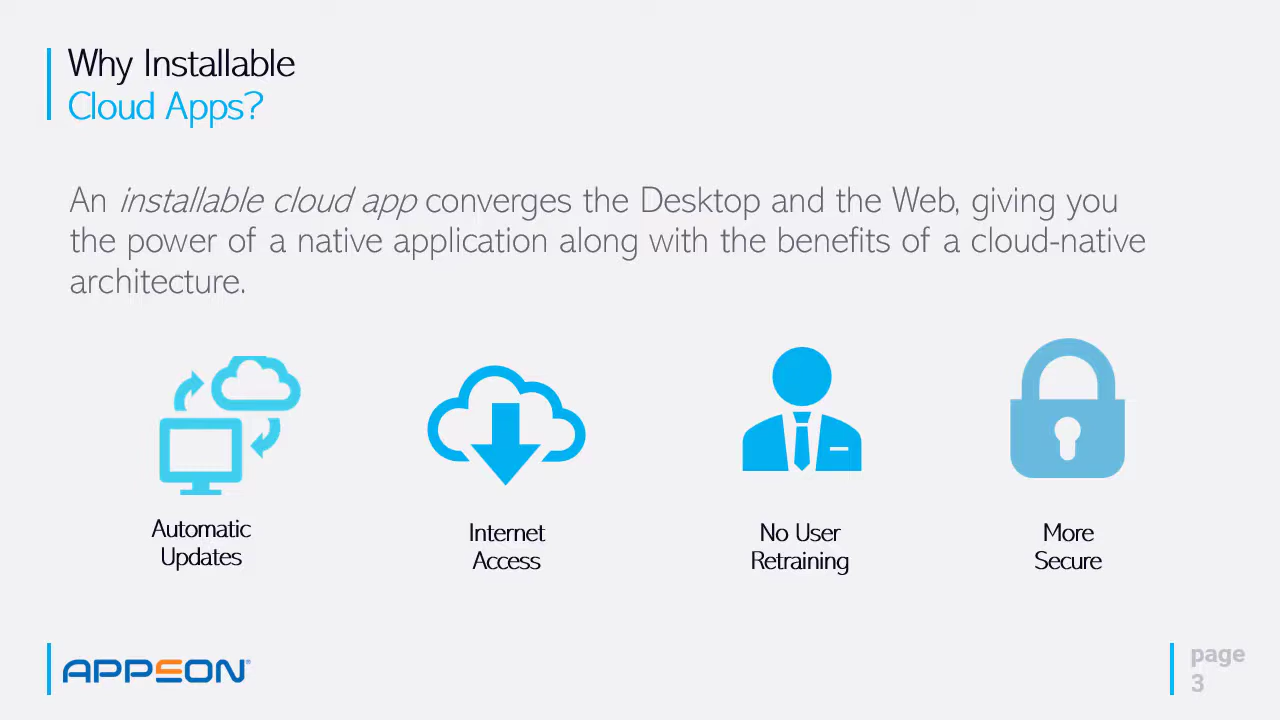 Why Installable
Cloud Apps?
An installable cloud app converges the Desktop and the Web, giving you
the power of a native application along with the benefits of a cloud-native
architecture.
Automatic
Updates
Internet
Access
No User
Retraining
More
Secure
APPEON®
page
3